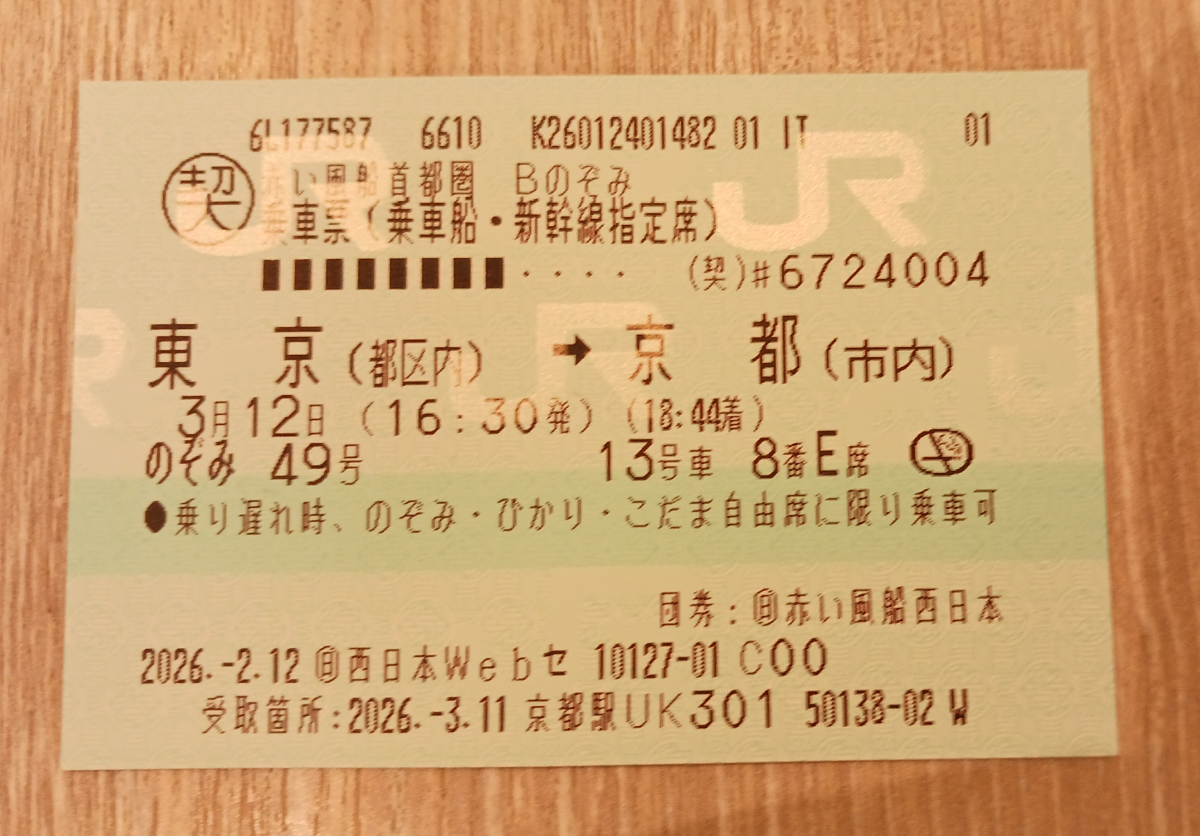 6L177587 6610 K26012401482 01 IT 01
契 赤い風船首都圏 Bのぞみ
乗車票(乗車船・新幹線指定席)
■■■■■■■■・・・・ (契)#6724004
東京(都区内) ➡ 京都(市内)
3月12日 (16:30発) (18:44着)
のぞみ 49号 13号車 8番E席
●乗り遅れ時、のぞみ・ひかり・こだま自由席に限り乗車可
団券:㊐赤い風船西日本
2026.-2.12 ㊐西日本Webセ 10127-01 C00
受取箇所:2026.-3.11 京都駅UK301 50138-02 W
JR
JR
JR